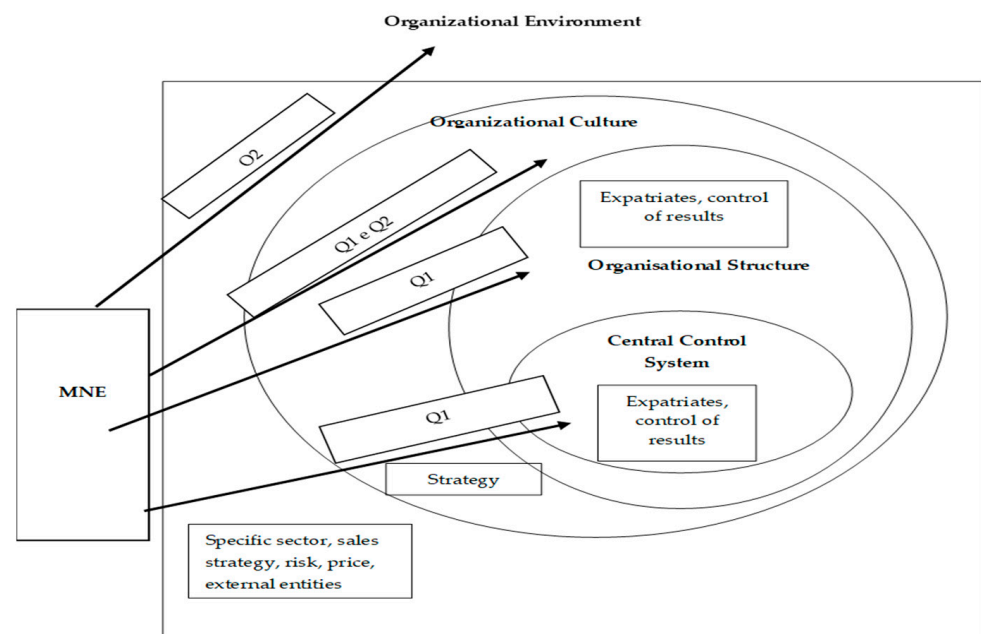 Organizational Environment
O2
Organizational Culture
Q1 e Q2
Expatriates, control
of results
Q1
Organisational Structure
MNE
Central Control
System
Q1
Expatriates,
control of
results
Strategy
Specific sector, sales
strategy, risk, price,
external entities